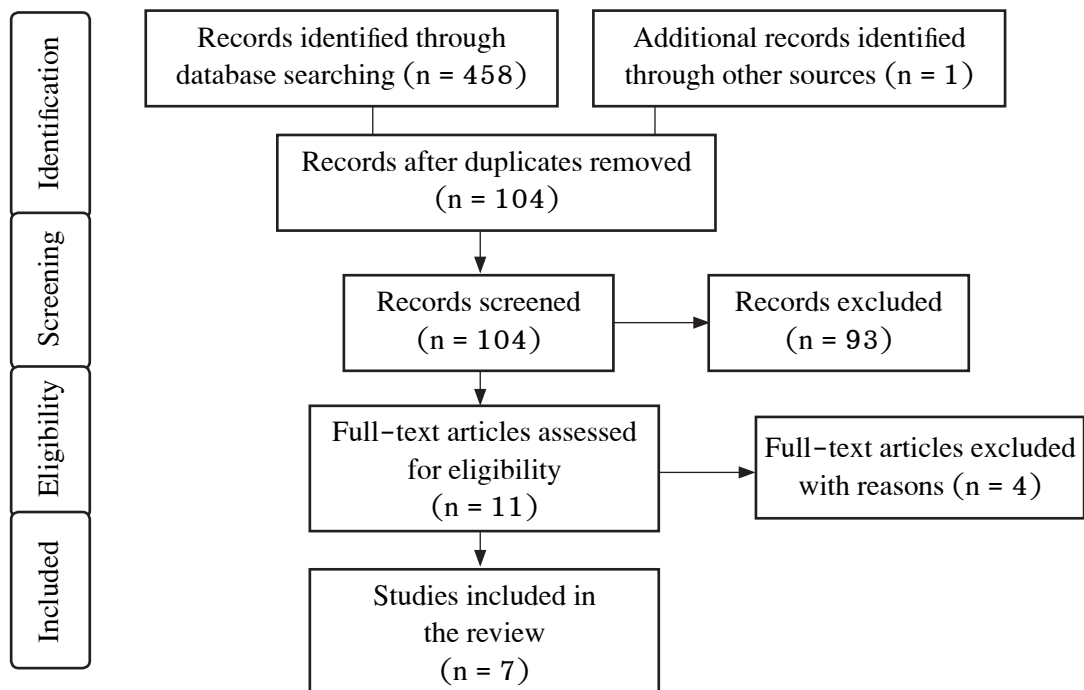 Identification
Records identified through
database searching (n = 458)
Additional records identified
through other sources (n = 1)
Records after duplicates removed
(n = 104)
Screening
Records screened
(n = 104)
Records excluded
(n = 93)
Eligibility
Full-text articles assessed
for eligibility
(n = 11)
Full-text articles excluded
with reasons (n = 4)
Included
Studies included in
the review
(n = 7)